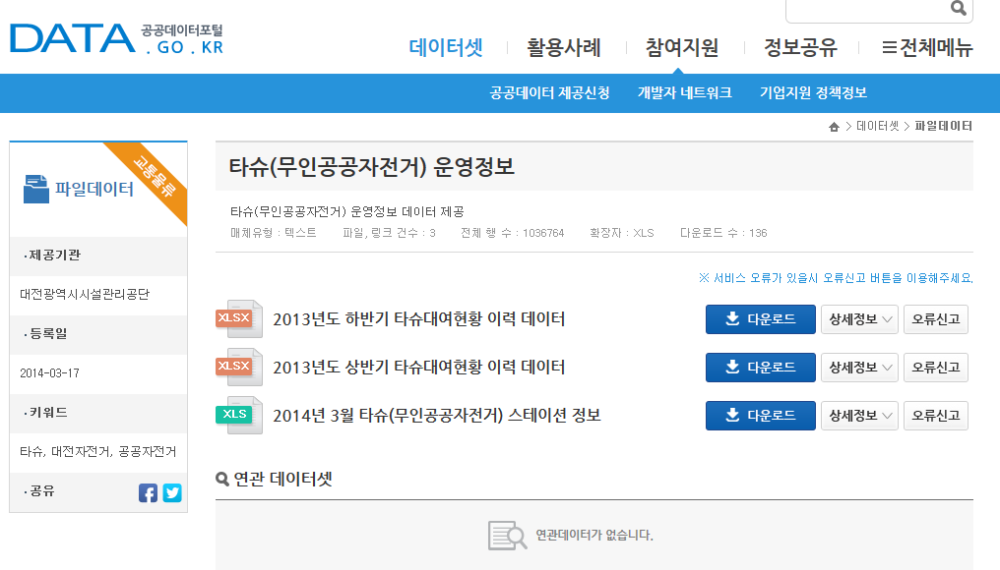 DATA 공공데이터포털
. GO . KR
데이터셋 활용사례 참여지원 정보공유 전체메뉴
공공데이터 제공신청 개발자 네트워크 기업지원 정책정보
> 데이터셋 > 파일데이터
교통물류
파일데이터
·제공기관
대전광역시시설관리공단
·등록일
2014-03-17
·키워드
타슈, 대전자전거, 공공자전거
·공유
타슈(무인공공자전거) 운영정보
타슈(무인공공자전거) 운영정보 데이터 제공
매체유형 : 텍스트 파일, 링크 건수 : 3 전체 행 수 : 1036764 확장자 : XLS 다운로드 수 : 136
※ 서비스 오류가 있을시 오류신고 버튼을 이용해주세요.
XLSX 2013년도 하반기 타슈대여현황 이력 데이터 다운로드 상세정보 오류신고
XLSX 2013년도 상반기 타슈대여현황 이력 데이터 다운로드 상세정보 오류신고
XLS 2014년 3월 타슈(무인공공자전거) 스테이션 정보 다운로드 상세정보 오류신고
연관 데이터셋
연관데이터가 없습니다.